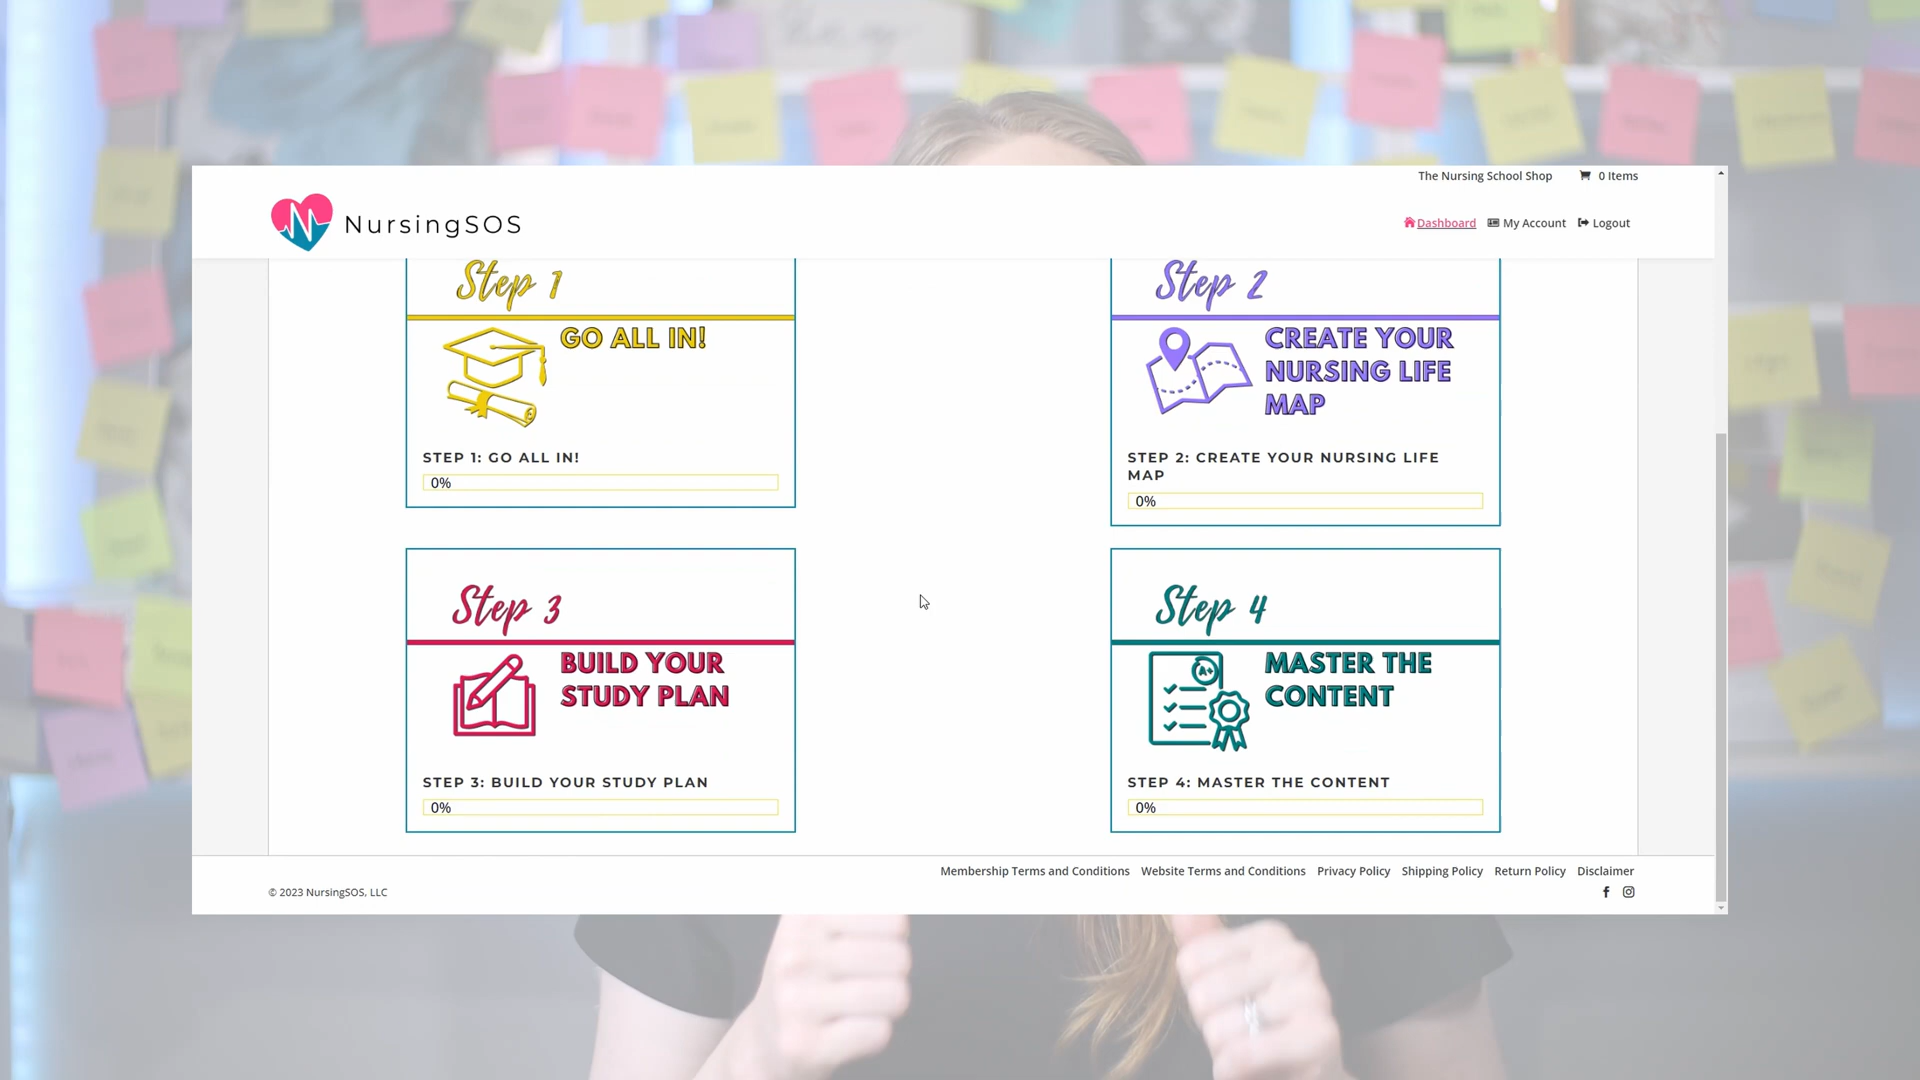 The Nursing School Shop 0 Items
NursingSOS
Dashboard My Account Logout
Step 1
GO ALL IN!
STEP 1: GO ALL IN!
0%
Step 2
CREATE YOUR
NURSING LIFE
MAP
STEP 2: CREATE YOUR NURSING LIFE
MAP
0%
Step 3
BUILD YOUR
STUDY PLAN
STEP 3: BUILD YOUR STUDY PLAN
0%
Step 4
A+
MASTER THE
CONTENT
STEP 4: MASTER THE CONTENT
0%
Membership Terms and Conditions Website Terms and Conditions Privacy Policy Shipping Policy Return Policy Disclaimer
© 2023 NursingSOS, LLC